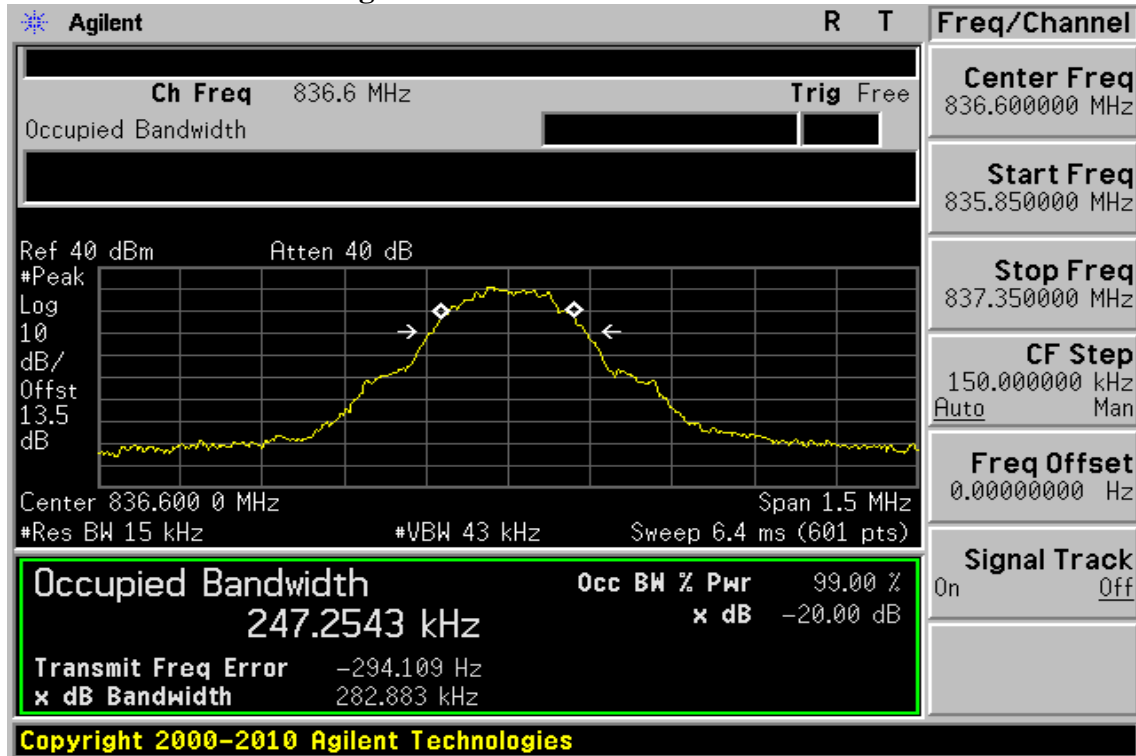 Agilent R T
Ch Freq 836.6 MHz Trig Free
Occupied Bandwidth
Ref 40 dBm Atten 40 dB
#Peak
Log
10
dB/
Offst
13.5
dB
Center 836.600 0 MHz Span 1.5 MHz
#Res BW 15 kHz #VBW 43 kHz Sweep 6.4 ms (601 pts)
Occupied Bandwidth
247.2543 kHz
Occ BW % Pwr 99.00 %
x dB -20.00 dB
Transmit Freq Error -294.109 Hz
x dB Bandwidth 282.883 kHz
Copyright 2000-2010 Agilent Technologies
Freq/Channel
Center Freq
836.600000 MHz
Start Freq
835.850000 MHz
Stop Freq
837.350000 MHz
CF Step
150.000000 kHz
Auto Man
Freq Offset
0.00000000 Hz
Signal Track
On Off